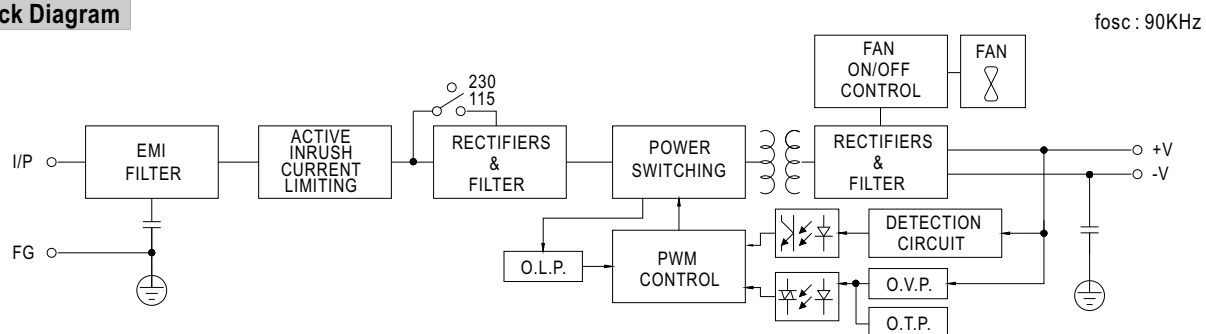 ck Diagram
fosc : 90KHz
FAN
ON/OFF
CONTROL
FAN
230
115
I/P
EMI
FILTER
ACTIVE
INRUSH
CURRENT
LIMITING
RECTIFIERS
&
FILTER
POWER
SWITCHING
RECTIFIERS
&
FILTER
+V
-V
FG
O.L.P.
PWM
CONTROL
DETECTION
CIRCUIT
O.V.P.
O.T.P.